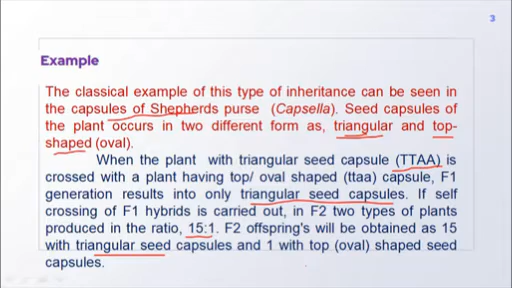 3
Example
The classical example of this type of inheritance can be seen in
the capsules of Shepherds purse (Capsella). Seed capsules of
the plant occurs in two different form as, triangular and top-
shaped (oval).
When the plant with triangular seed capsule (TTAA) is
crossed with a plant having top/ oval shaped (ttaa) capsule, F1
generation results into only triangular seed capsules. If self
crossing of F1 hybrids is carried out, in F2 two types of plants
produced in the ratio, 15:1. F2 offspring's will be obtained as 15
with triangular seed capsules and 1 with top (oval) shaped seed
capsules.